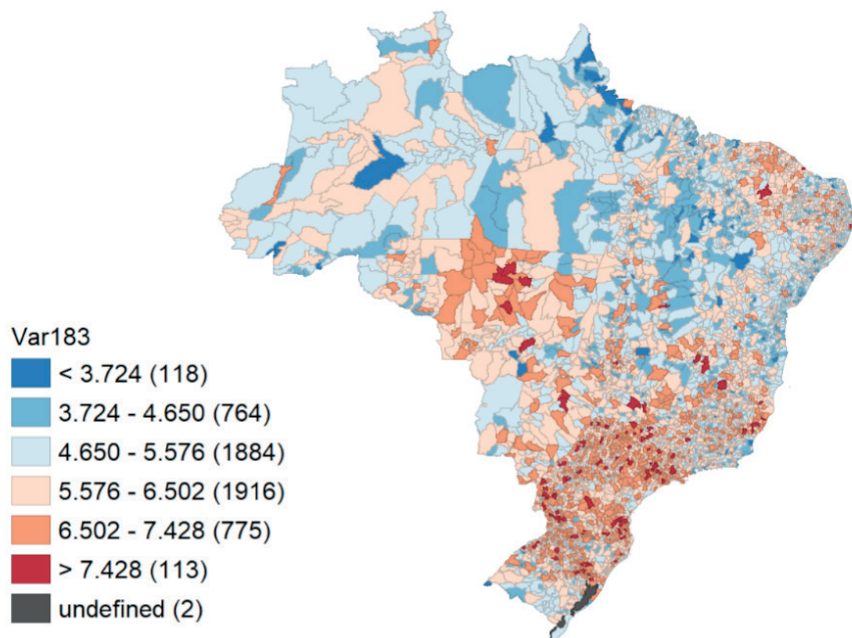 Var183
< 3.724 (118)
3.724 - 4.650 (764)
4.650 - 5.576 (1884)
5.576 - 6.502 (1916)
6.502 - 7.428 (775)
> 7.428 (113)
undefined (2)